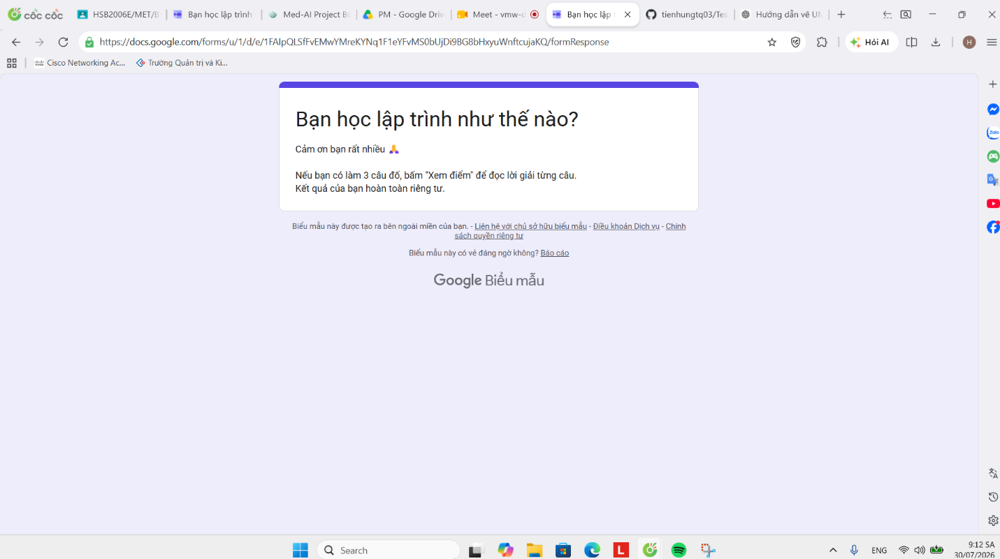 cốc cốc
HSB2006E/MET/B
Bạn học lập trình
Med-AI Project Bo
PM - Google Drive
Meet - vmw-d
Bạn học lập
tienhungtq03/Tes
Hướng dẫn vẽ UM
https://docs.google.com/forms/u/1/d/e/1FAIpQLSfFvEMwYMreKYNq1F1eYFvMS0bUjDi9BG8bHxyuWnftcujaKQ/formResponse
Hỏi AI
H
Cisco Networking Ac...
Trường Quản trị và Ki...
Bạn học lập trình như thế nào?
Cảm ơn bạn rất nhiều 🙏
Nếu bạn có làm 3 câu đố, bấm "Xem điểm" để đọc lời giải từng câu.
Kết quả của bạn hoàn toàn riêng tư.
Biểu mẫu này được tạo ra bên ngoài miền của bạn. - Liên hệ với chủ sở hữu biểu mẫu - Điều khoản Dịch vụ - Chính
sách quyền riêng tư
Biểu mẫu này có vẻ đáng ngờ không? Báo cáo
Google Biểu mẫu
Zalo
Search
L
ENG
9:12 SA
30/07/2026